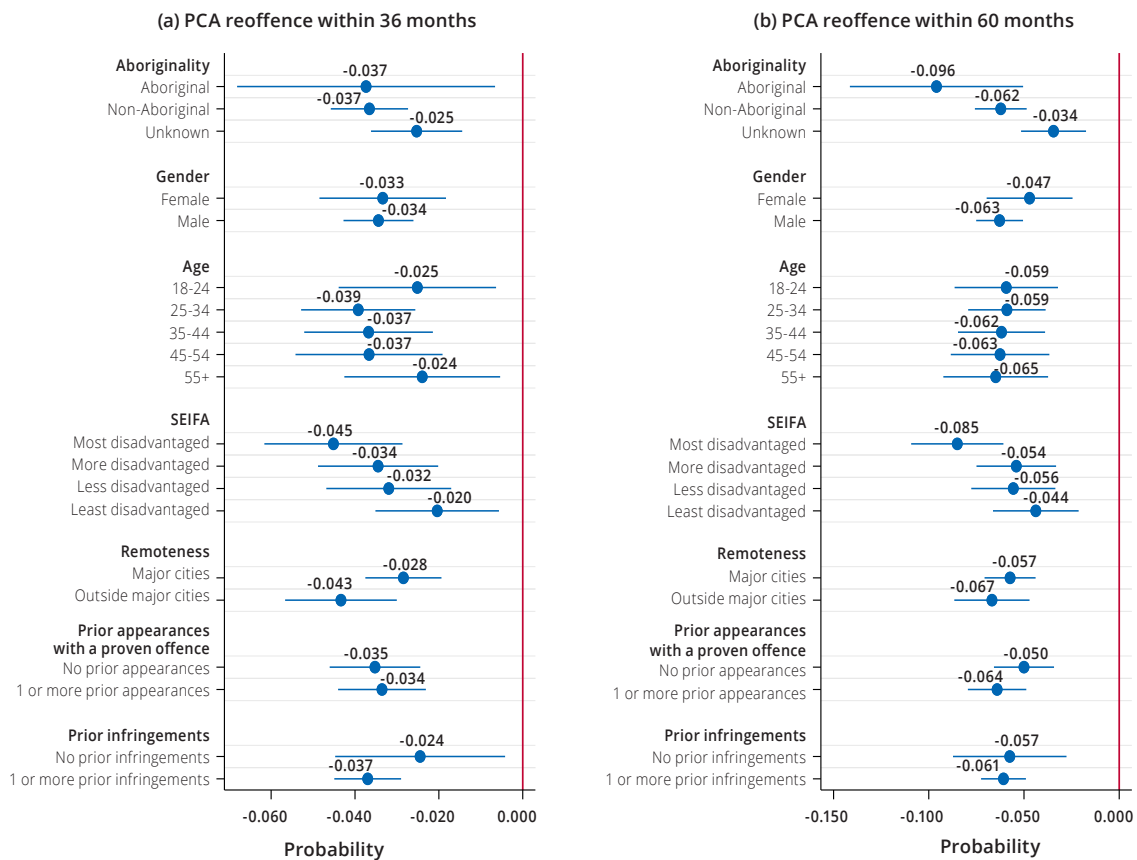 (a) PCA reoffence within 36 months
Aboriginality
-0.037
Aboriginal
-0.037
Non-Aboriginal
-0.025
Unknown
Gender
-0.033
Female
-0.034
Male
Age
-0.025
18-24
-0.039
25-34
-0.037
35-44
-0.037
45-54
-0.024
55+
SEIFA
-0.045
Most disadvantaged
-0.034
More disadvantaged
-0.032
Less disadvantaged
-0.020
Least disadvantaged
Remoteness
-0.028
Major cities
-0.043
Outside major cities
Prior appearances
with a proven offence
-0.035
No prior appearances
-0.034
1 or more prior appearances
Prior infringements
-0.024
No prior infringements
-0.037
1 or more prior infringements
-0.060 -0.040 -0.020 0.000
Probability
(b) PCA reoffence within 60 months
Aboriginality
-0.096
Aboriginal
-0.062
Non-Aboriginal
-0.034
Unknown
Gender
-0.047
Female
-0.063
Male
Age
-0.059
18-24
-0.059
25-34
-0.062
35-44
-0.063
45-54
-0.065
55+
SEIFA
-0.085
Most disadvantaged
-0.054
More disadvantaged
-0.056
Less disadvantaged
-0.044
Least disadvantaged
Remoteness
-0.057
Major cities
-0.067
Outside major cities
Prior appearances
with a proven offence
-0.050
No prior appearances
-0.064
1 or more prior appearances
Prior infringements
-0.057
No prior infringements
-0.061
1 or more prior infringements
-0.150 -0.100 -0.050 0.000
Probability